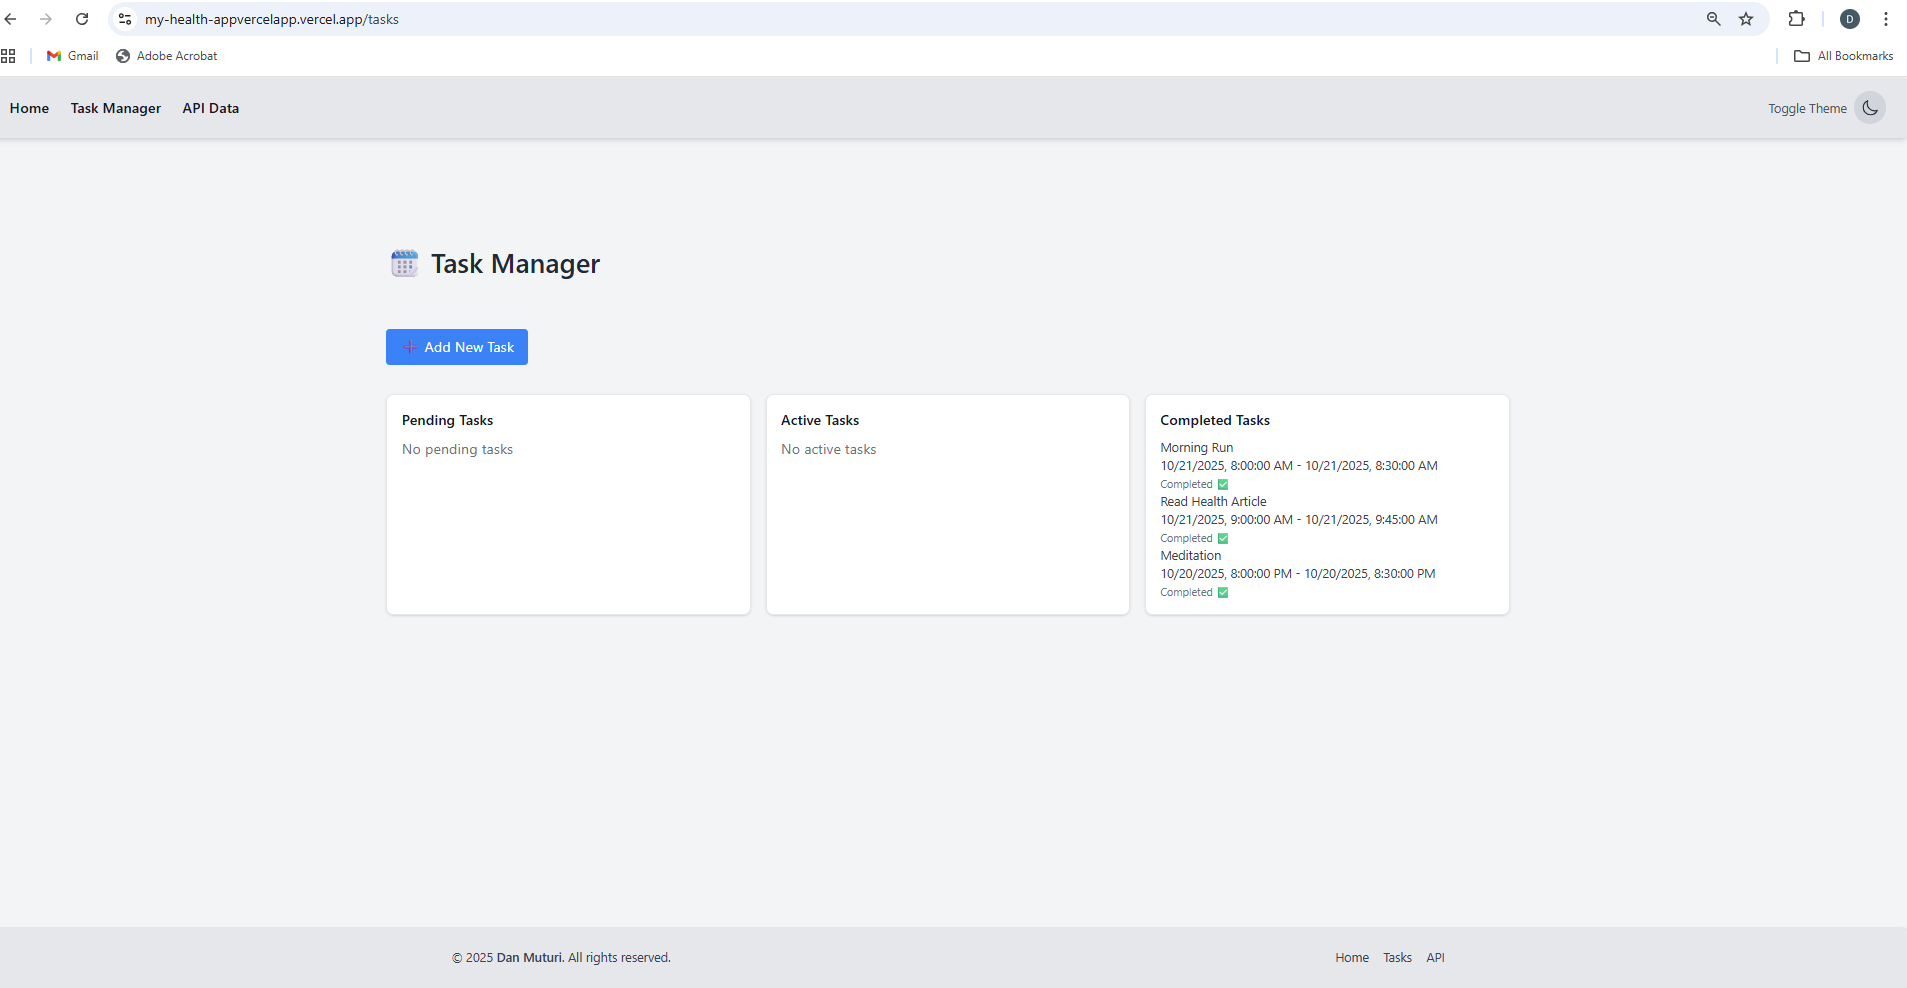 my-health-appvercelapp.vercel.app/tasks
D
Gmail
Adobe Acrobat
All Bookmarks
Home Task Manager API Data
Toggle Theme
Task Manager
Add New Task
Pending Tasks
No pending tasks
Active Tasks
No active tasks
Completed Tasks
Morning Run
10/21/2025, 8:00:00 AM - 10/21/2025, 8:30:00 AM
Completed ✅
Read Health Article
10/21/2025, 9:00:00 AM - 10/21/2025, 9:45:00 AM
Completed ✅
Meditation
10/20/2025, 8:00:00 PM - 10/20/2025, 8:30:00 PM
Completed ✅
© 2025 Dan Muturi. All rights reserved.
Home Tasks API